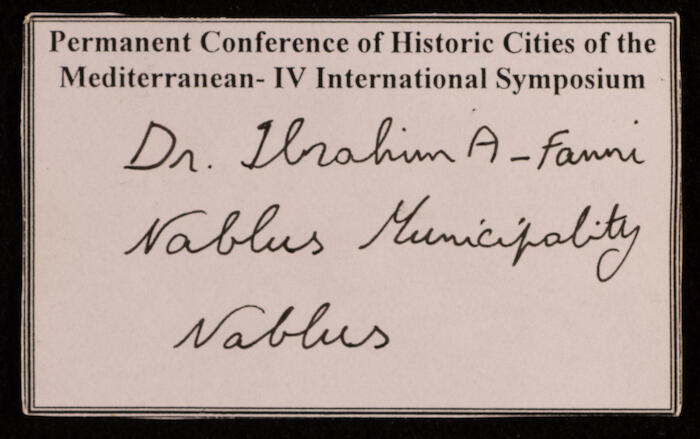 Permanent Conference of Historic Cities of the
Mediterranean- IV International Symposium
Dr. Ibrahim A-Fanni
Nablus Municipality
Nablus